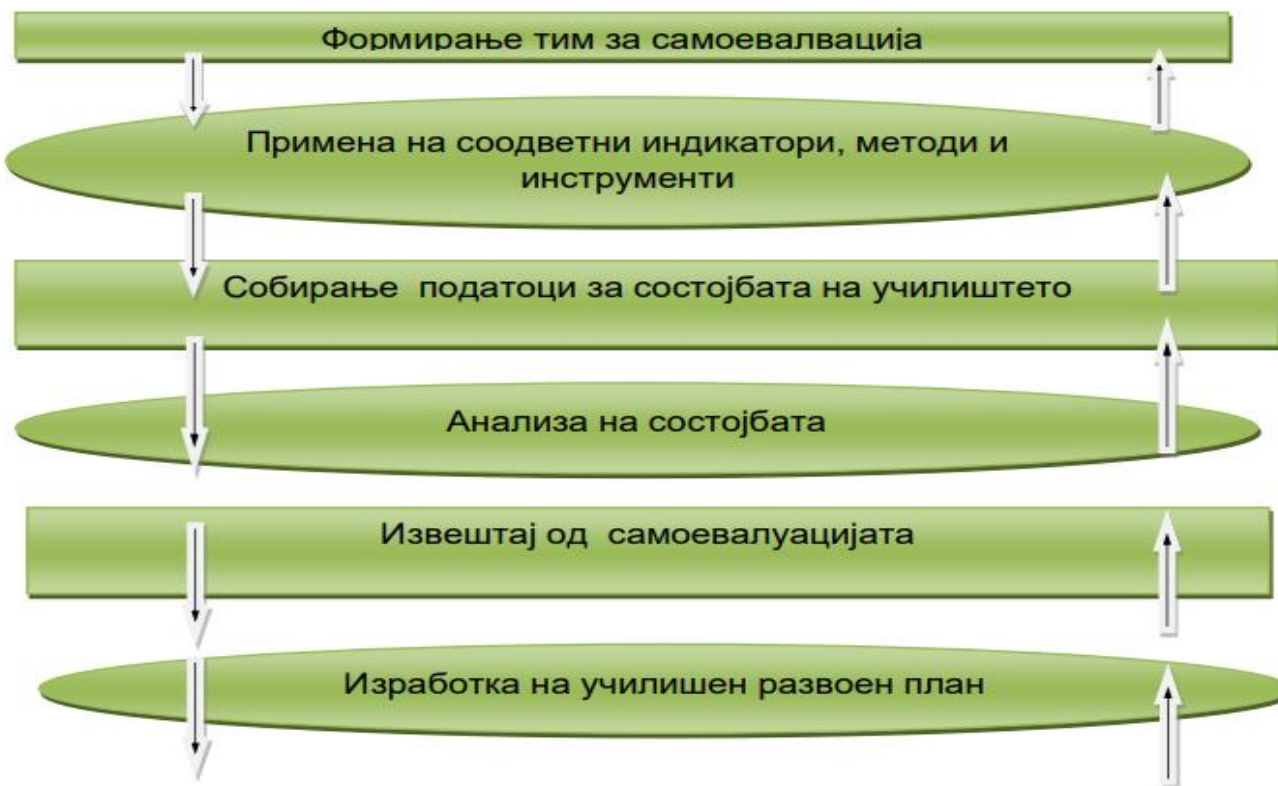 Формирање тим за самоевалвација
Примена на соодветни индикатори, методи и
инструменти
Собирање  податоци за состојбата на училиштето
Анализа на состојбата
Извештај од  самоевалуацијата
Изработка на училишен развоен план